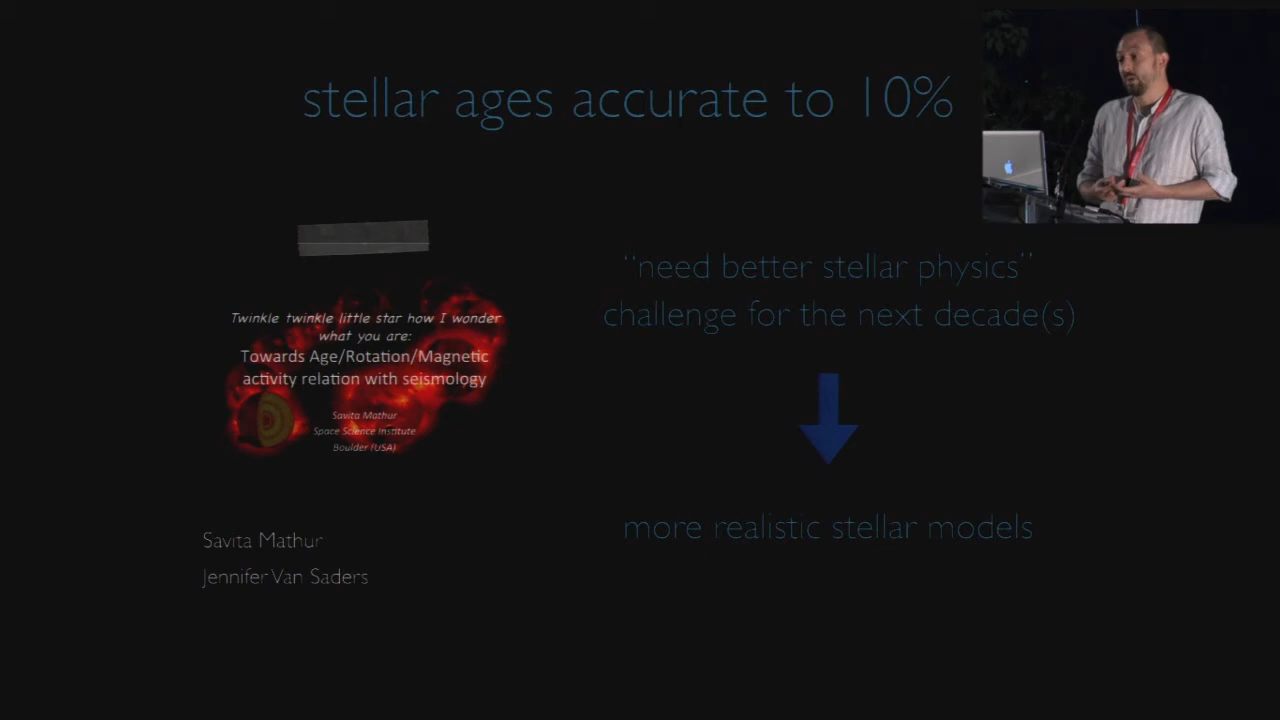 stellar ages accurate to 10%
Twinkle twinkle little star how I wonder
what you are:
Towards Age/Rotation/Magnetic
activity relation with seismology
Savita Mathur
Space Science Institute
Boulder (USA)
Savita Mathur
Jennifer Van Saders
“need better stellar physics”
challenge for the next decade(s)
more realistic stellar models